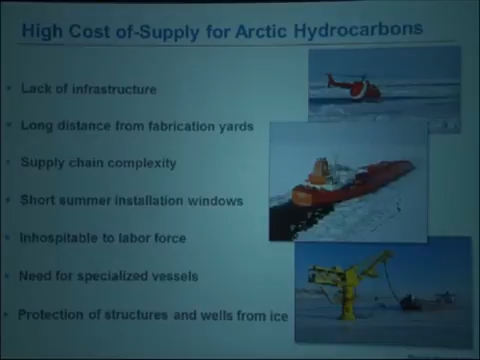 High Cost of-Supply for Arctic Hydrocarbons
Lack of infrastructure
Long distance from fabrication yards
Supply chain complexity
Short summer installation windows
Inhospitable to labor force
Need for specialized vessels
Protection of structures and wells from ice